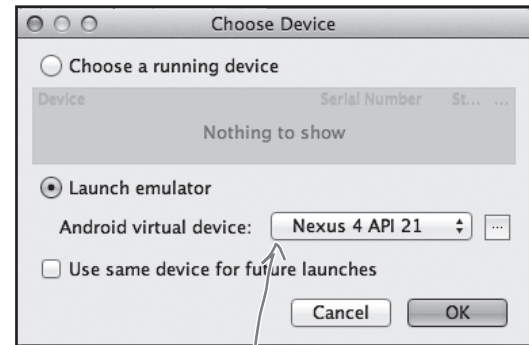 Choose Device
Choose a running device
Device Serial Number St... ...
Nothing to show
Launch emulator
Android virtual device: Nexus 4 API 21 ...
Use same device for future launches
Cancel OK